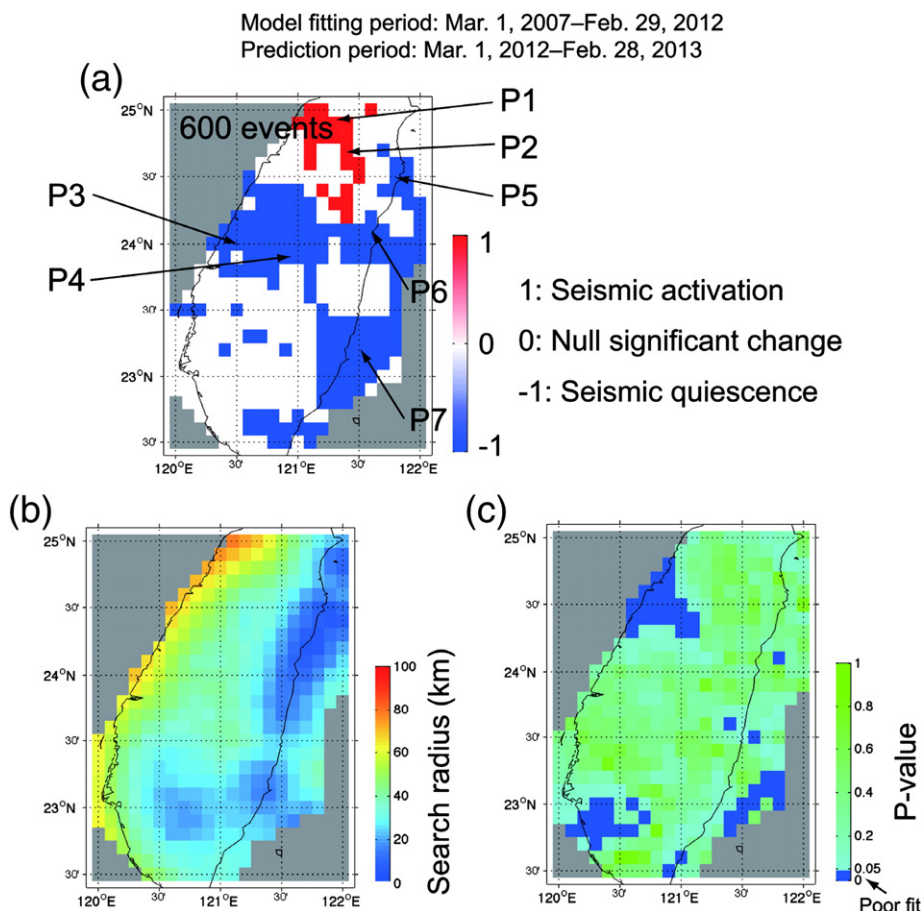 Model fitting period: Mar. 1, 2007–Feb. 29, 2012
Prediction period: Mar. 1, 2012–Feb. 28, 2013
(a)
600 events
P1
P2
P3
P4
P5
P6
P7
25°N
30'
24°N
30'
23°N
30'
120°E
30'
121°E
30'
122°E
1
0
-1
1: Seismic activation
0: Null significant change
-1: Seismic quiescence
(b)
25°N
30'
24°N
30'
23°N
30'
120°E
30'
121°E
30'
122°E
100
80
60
40
20
0
Search radius (km)
(c)
25°N
30'
24°N
30'
23°N
30'
120°E
30'
121°E
30'
122°E
1
0.8
0.6
0.4
0.2
0.05
0
P-value
Poor fit